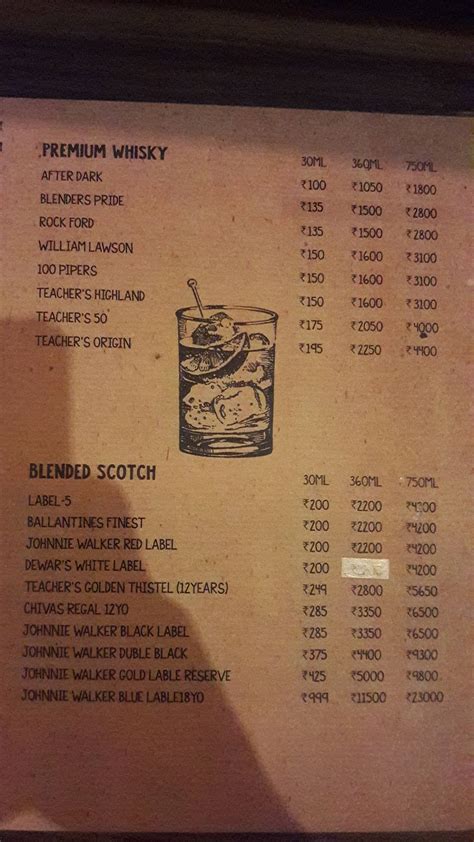 PREMIUM WHISKY 30ML 360ML 750ML
AFTER DARK ₹100 ₹1050 ₹1800
BLENDERS PRIDE ₹135 ₹1500 ₹2800
ROCK FORD ₹135 ₹1500 ₹2800
WILLIAM LAWSON ₹150 ₹1600 ₹3100
100 PIPERS ₹150 ₹1600 ₹3100
TEACHER'S HIGHLAND ₹150 ₹1600 ₹3100
TEACHER'S 50 ₹175 ₹2050 ₹4000
TEACHER'S ORIGIN ₹195 ₹2250 ₹4400
BLENDED SCOTCH 30ML 360ML 750ML
LABEL-5 ₹200 ₹2200
BALLANTINES FINEST ₹200 ₹2200 ₹4200
JOHNNIE WALKER RED LABEL ₹200 ₹2200 ₹4200
DEWAR'S WHITE LABEL ₹200 ₹4200
TEACHER'S GOLDEN THISTEL (12YEARS) ₹249 ₹2800 ₹5650
CHIVAS REGAL 12YO ₹285 ₹3350 ₹6500
JOHNNIE WALKER BLACK LABEL ₹285 ₹3350 ₹6500
JOHNNIE WALKER DUBLE BLACK ₹375 ₹4400 ₹9300
JOHNNIE WALKER GOLD LABLE RESERVE ₹425 ₹5000 ₹9800
JOHNNIE WALKER BLUE LABLE18YO ₹999 ₹11500 ₹23000